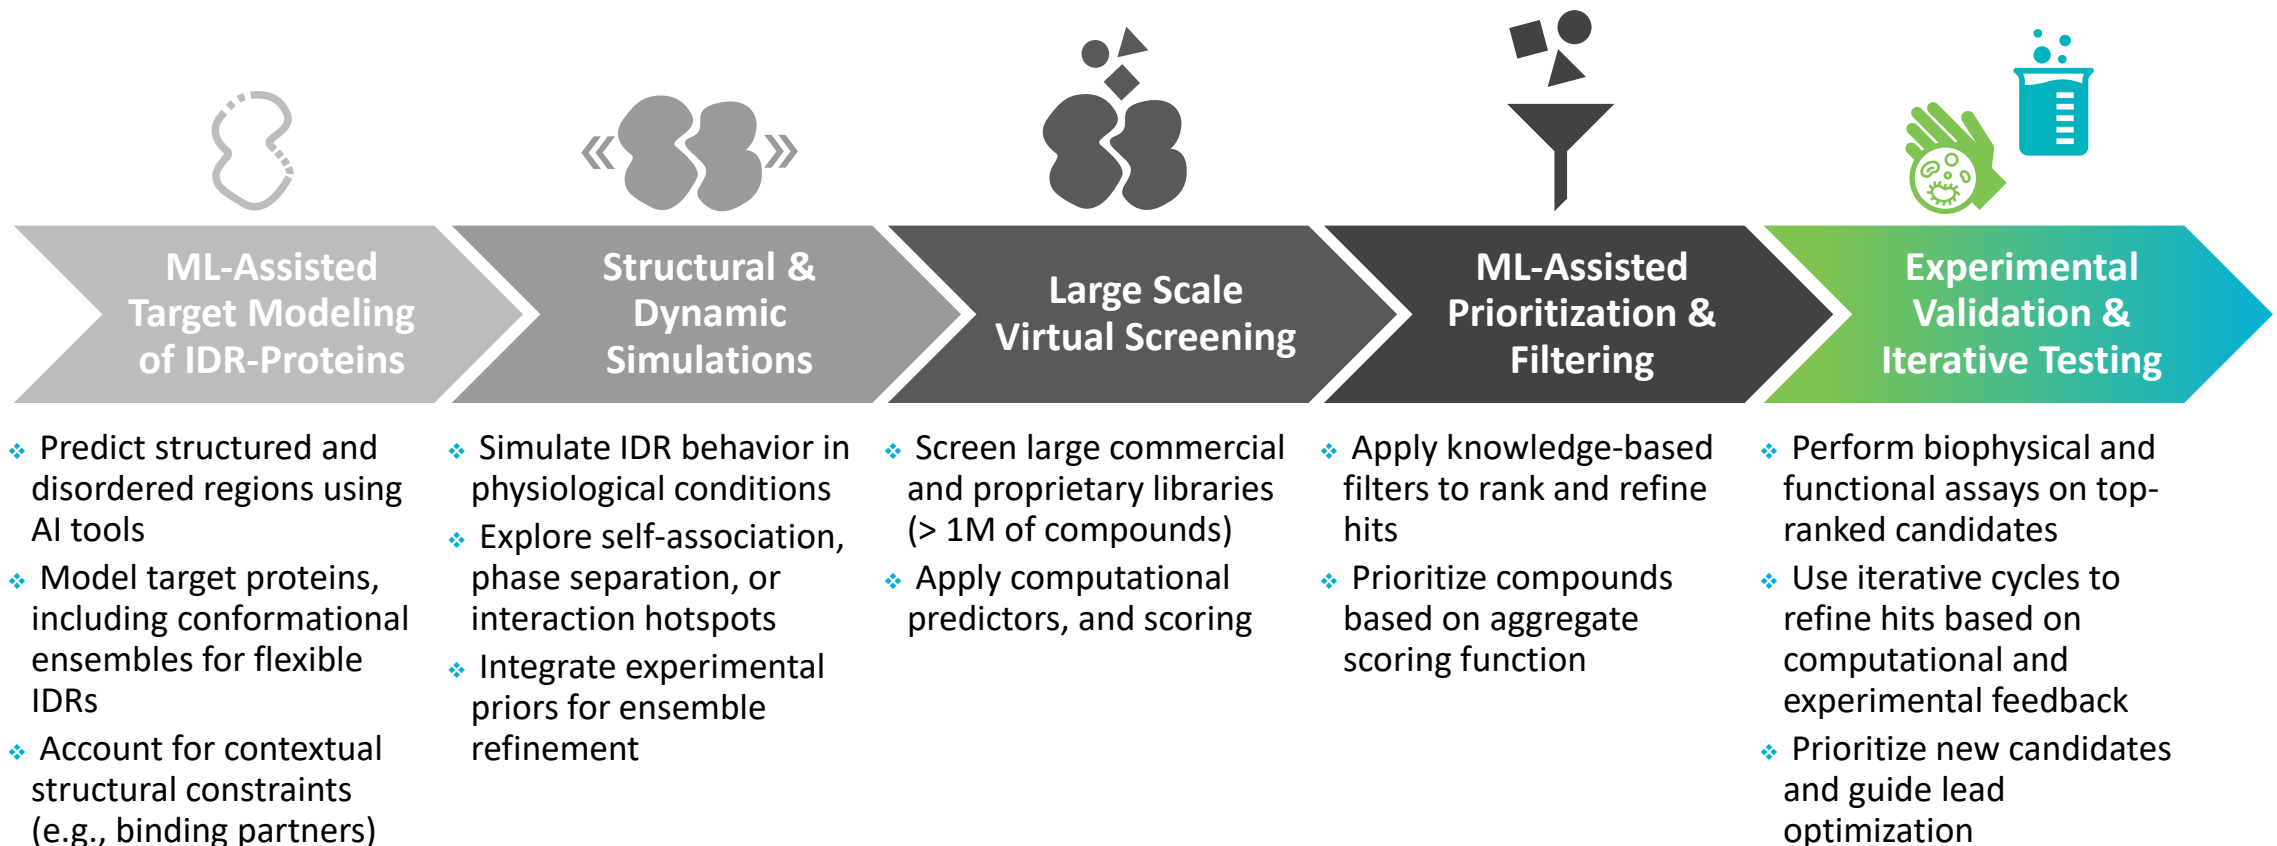 ML-Assisted
Target Modeling
of IDR-Proteins
❖ Predict structured and
disordered regions using
AI tools
❖ Model target proteins,
including conformational
ensembles for flexible
IDRs
❖ Account for contextual
structural constraints
(e.g., binding partners)
Structural &
Dynamic
Simulations
❖ Simulate IDR behavior in
physiological conditions
❖ Explore self-association,
phase separation, or
interaction hotspots
❖ Integrate experimental
priors for ensemble
refinement
Large Scale
Virtual Screening
❖ Screen large commercial
and proprietary libraries
(> 1M of compounds)
❖ Apply computational
predictors, and scoring
ML-Assisted
Prioritization &
Filtering
❖ Apply knowledge-based
filters to rank and refine
hits
❖ Prioritize compounds
based on aggregate
scoring function
Experimental
Validation &
Iterative Testing
❖ Perform biophysical and
functional assays on top-
ranked candidates
❖ Use iterative cycles to
refine hits based on
computational and
experimental feedback
❖ Prioritize new candidates
and guide lead
optimization